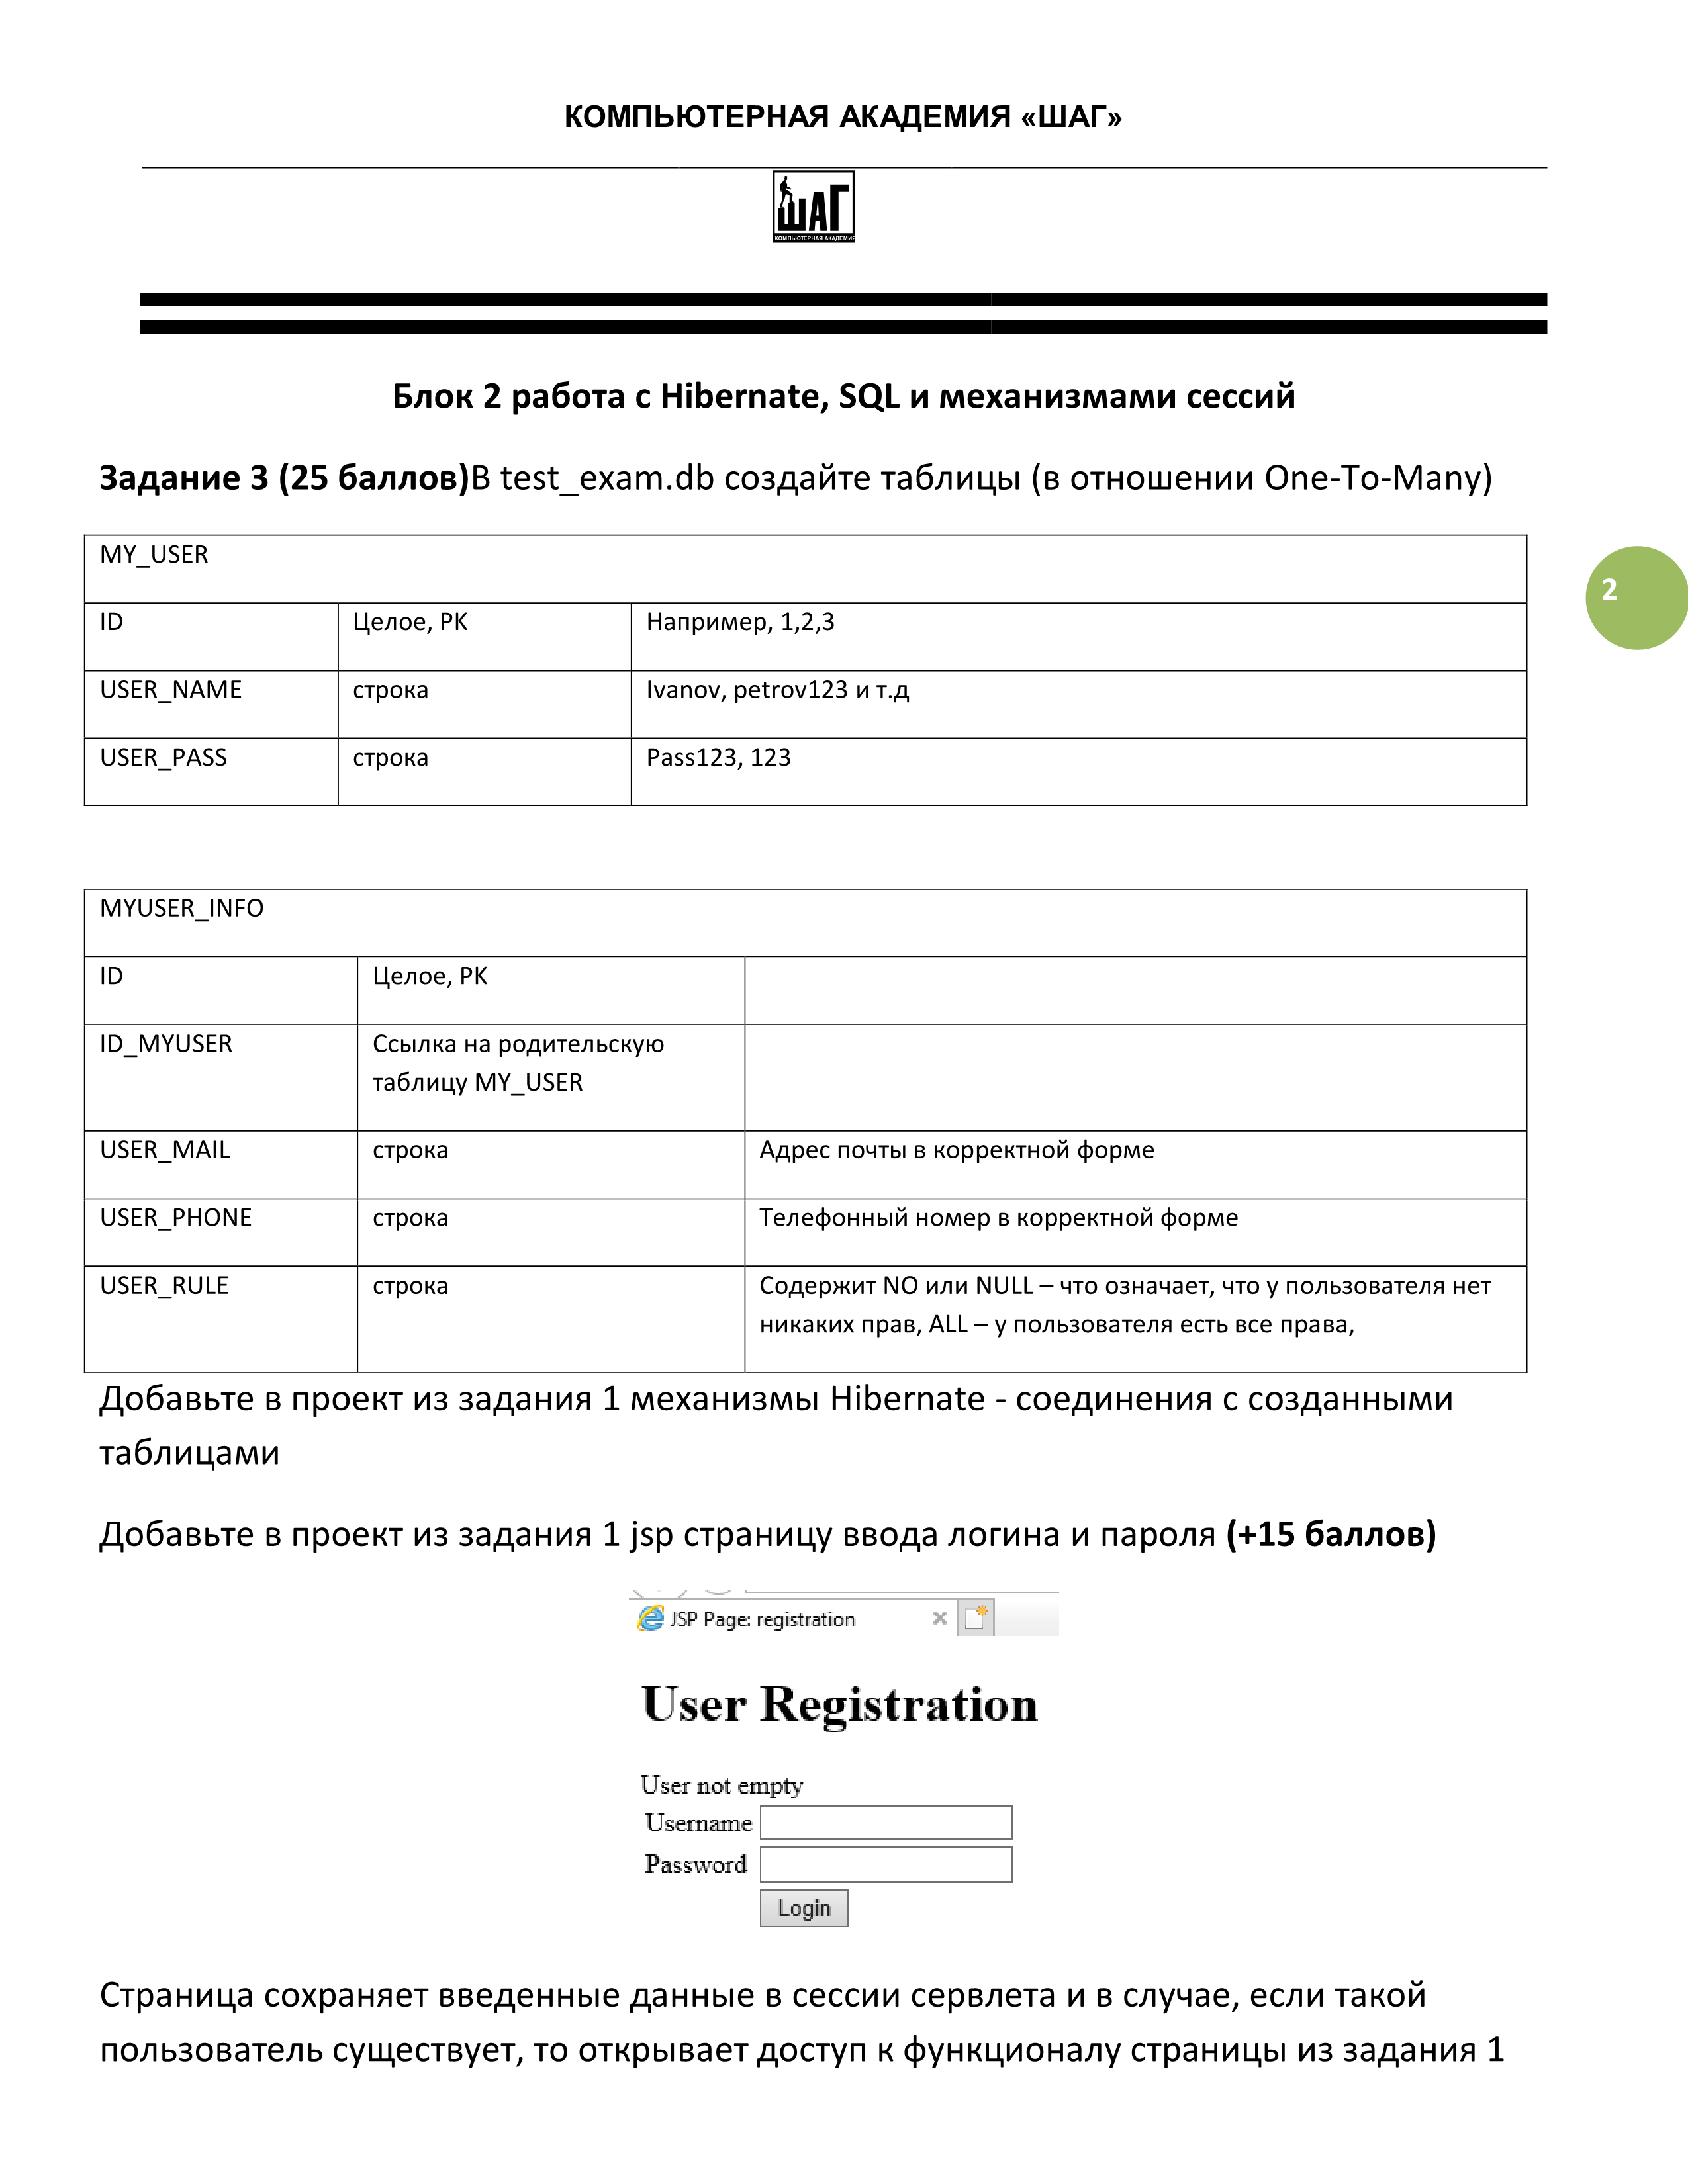 КОМПЬЮТЕРНАЯ АКАДЕМИЯ «ШАГ»
ШАГ
КОМПЬЮТЕРНАЯ АКАДЕМИЯ
Блок 2 работа с Hibernate, SQL и механизмами сессий
Задание 3 (25 баллов)В test_exam.db создайте таблицы (в отношении One-To-Many)
2
MY_USER
ID Целое, PK Например, 1,2,3
USER_NAME строка Ivanov, petrov123 и т.д
USER_PASS строка Pass123, 123
MYUSER_INFO
ID Целое, PK
ID_MYUSER Ссылка на родительскую
таблицу MY_USER
USER_MAIL строка Адрес почты в корректной форме
USER_PHONE строка Телефонный номер в корректной форме
USER_RULE строка Содержит NO или NULL – что означает, что у пользователя нет
никаких прав, ALL – у пользователя есть все права,
Добавьте в проект из задания 1 механизмы Hibernate - соединения с созданными
таблицами
Добавьте в проект из задания 1 jsp страницу ввода логина и пароля (+15 баллов)
JSP Page: registration
User Registration
User not empty
Username
Password
Login
Страница сохраняет введенные данные в сессии сервлета и в случае, если такой
пользователь существует, то открывает доступ к функционалу страницы из задания 1